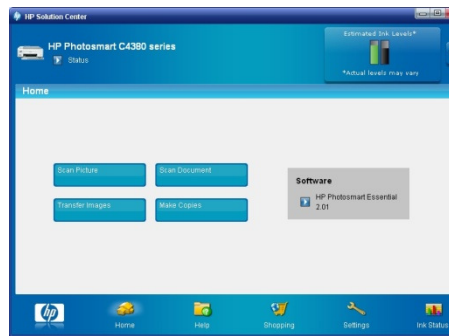 HP Solution Center
HP Photosmart C4380 series
Status
Estimated Ink Levels*
*Actual levels may vary
Home
Scan Picture
Scan Document
Transfer Images
Make Copies
Software
HP Photosmart Essential
2.01
hp
Home
Help
Shopping
Settings
Ink Status